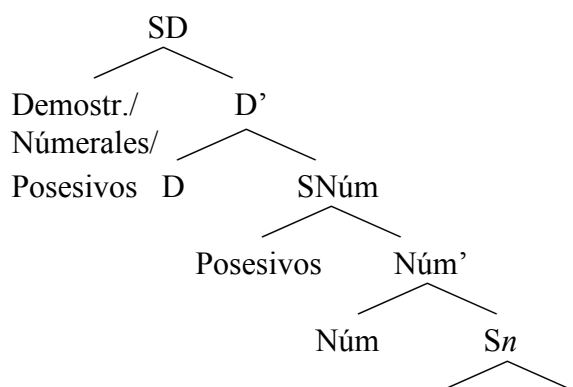 SD
Demostr./ D’
Númerales/
Posesivos D SNúm
Posesivos Núm’
Núm Sn